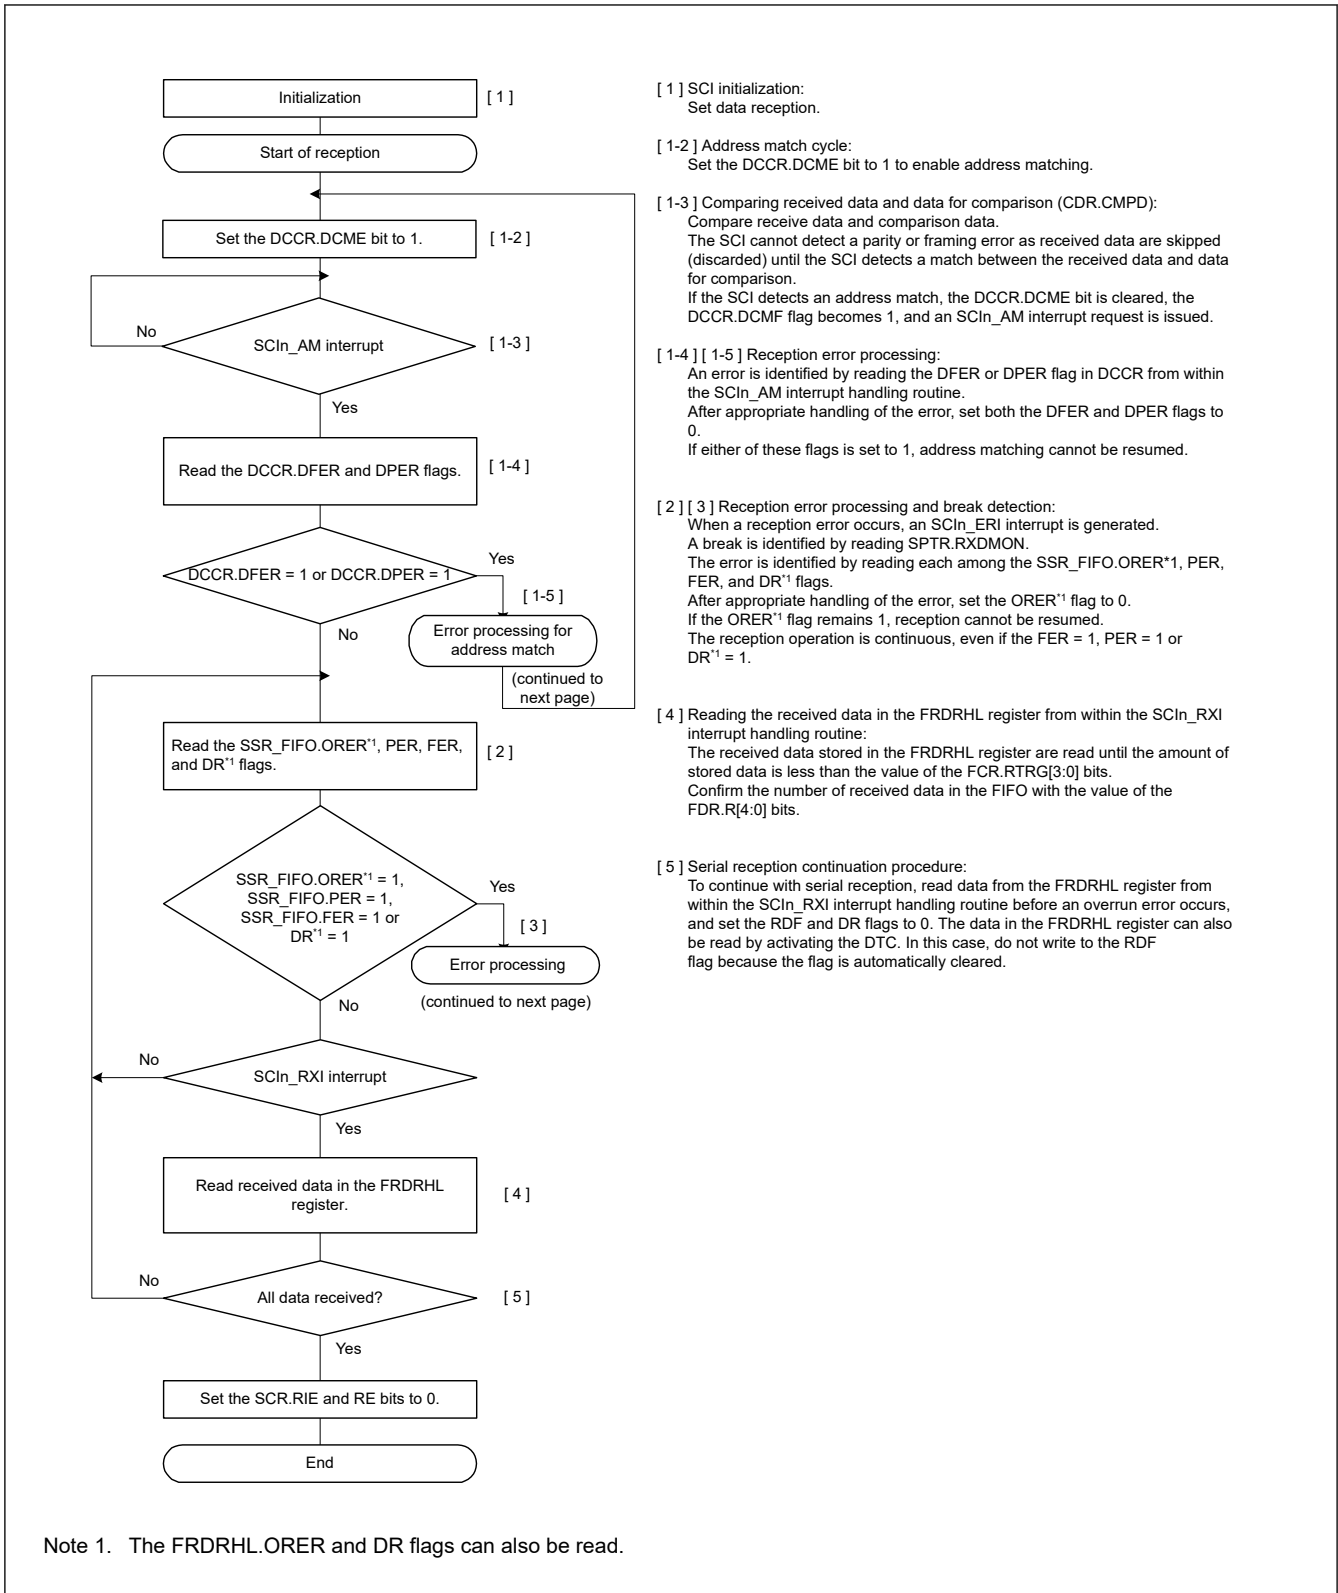 Initialization
[ 1 ]
Start of reception
Set the DCCR.DCME bit to 1.
[ 1-2 ]
No
SCIn_AM interrupt
[ 1-3 ]
Yes
Read the DCCR.DFER and DPER flags.
[ 1-4 ]
DCCR.DFER = 1 or DCCR.DPER = 1
Yes
[ 1-5 ]
No
Error processing for
address match
(continued to
next page)
Read the SSR_FIFO.ORER*1, PER, FER,
and DR*1 flags.
[ 2 ]
SSR_FIFO.ORER*1 = 1,
SSR_FIFO.PER = 1,
SSR_FIFO.FER = 1 or
DR*1 = 1
Yes
[ 3 ]
Error processing
(continued to next page)
No
No
SCIn_RXI interrupt
Yes
Read received data in the FRDRHL
register.
[ 4 ]
No
All data received?
[ 5 ]
Yes
Set the SCR.RIE and RE bits to 0.
End
[ 1 ] SCI initialization:
Set data reception.
[ 1-2 ] Address match cycle:
Set the DCCR.DCME bit to 1 to enable address matching.
[ 1-3 ] Comparing received data and data for comparison (CDR.CMPD):
Compare receive data and comparison data.
The SCI cannot detect a parity or framing error as received data are skipped
(discarded) until the SCI detects a match between the received data and data
for comparison.
If the SCI detects an address match, the DCCR.DCME bit is cleared, the
DCCR.DCMF flag becomes 1, and an SCIn_AM interrupt request is issued.
[ 1-4 ] [ 1-5 ] Reception error processing:
An error is identified by reading the DFER or DPER flag in DCCR from within
the SCIn_AM interrupt handling routine.
After appropriate handling of the error, set both the DFER and DPER flags to
0.
If either of these flags is set to 1, address matching cannot be resumed.
[ 2 ] [ 3 ] Reception error processing and break detection:
When a reception error occurs, an SCIn_ERI interrupt is generated.
A break is identified by reading SPTR.RXDMON.
The error is identified by reading each among the SSR_FIFO.ORER*1, PER,
FER, and DR*1 flags.
After appropriate handling of the error, set the ORER*1 flag to 0.
If the ORER*1 flag remains 1, reception cannot be resumed.
The reception operation is continuous, even if the FER = 1, PER = 1 or
DR*1 = 1.
[ 4 ] Reading the received data in the FRDRHL register from within the SCIn_RXI
interrupt handling routine:
The received data stored in the FRDRHL register are read until the amount of
stored data is less than the value of the FCR.RTRG[3:0] bits.
Confirm the number of received data in the FIFO with the value of the
FDR.R[4:0] bits.
[ 5 ] Serial reception continuation procedure:
To continue with serial reception, read data from the FRDRHL register from
within the SCIn_RXI interrupt handling routine before an overrun error occurs,
and set the RDF and DR flags to 0. The data in the FRDRHL register can also
be read by activating the DTC. In this case, do not write to the RDF
flag because the flag is automatically cleared.
Note 1. The FRDRHL.ORER and DR flags can also be read.